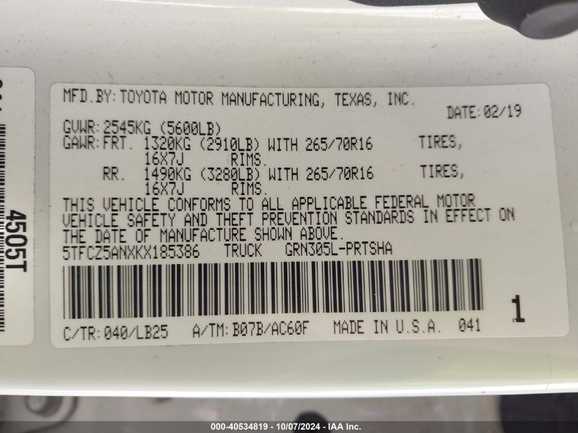 MFD.BY:TOYOTA MOTOR MANUFACTURING, TEXAS, INC.
DATE:02/19
GVWR:2545KG (5600LB)
GAWR:FRT. 1320KG (2910LB) WITH 265/70R16 TIRES,
16X7J RIMS.
RR. 1490KG (3280LB) WITH 265/70R16 TIRES,
16X7J RIMS.
THIS VEHICLE CONFORMS TO ALL APPLICABLE FEDERAL MOTOR
VEHICLE SAFETY AND THEFT PREVENTION STANDARDS IN EFFECT ON
THE DATE OF MANUFACTURE SHOWN ABOVE.
5TFCZ5ANXKX185386 TRUCK GRN305L-PRTSHA
1
C/TR:040/LB25 A/TM:B07B/AC60F MADE IN U.S.A. 041
4505T
000-40534819 - 10/07/2024 - IAA Inc.